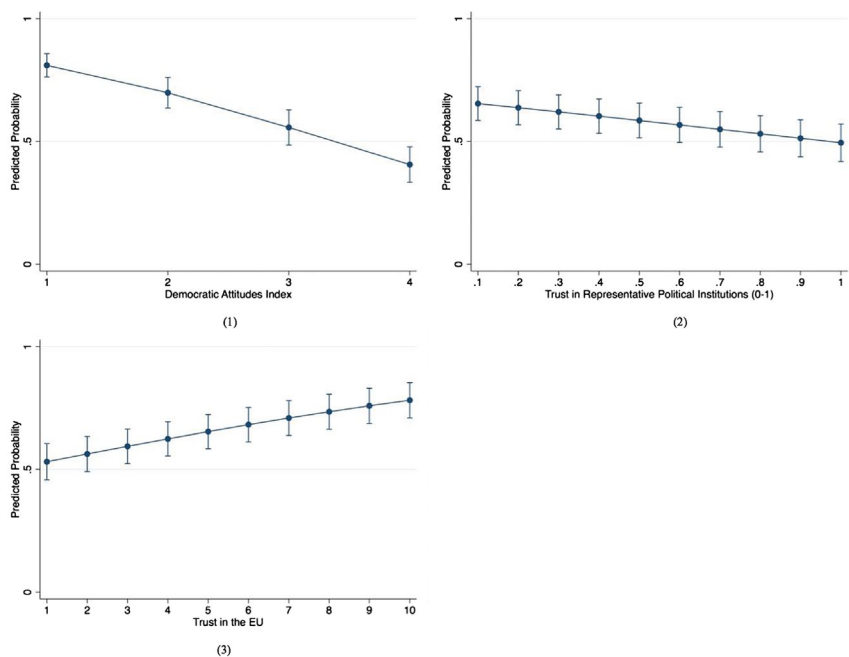 Predicted Probability
1
.5
0
1 2 3 4
Democratic Attitudes Index
(1)
Predicted Probability
1
.5
0
.1 .2 .3 .4 .5 .6 .7 .8 .9 1
Trust in Representative Political Institutions (0-1)
(2)
Predicted Probability
1
.5
0
1 2 3 4 5 6 7 8 9 10
Trust in the EU
(3)